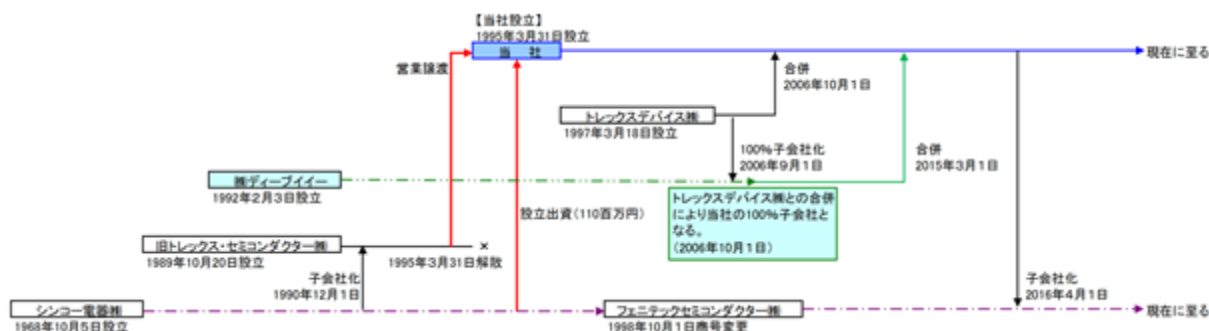 【当社設立】
1995年3月31日設立
当 社
現在に至る
営業譲渡
合併
2006年10月1日
トレックスデバイス㈱
1997年3月18日設立
100%子会社化
2006年9月1日
合併
2015年3月1日
㈱ディーブイイー
1992年2月3日設立
トレックスデバイス㈱との合併
により当社の100%子会社と
なる。
(2006年10月1日)
設立出資(110百万円)
旧トレックス・セミコンダクター㈱
1989年10月20日設立
×
1995年3月31日解散
子会社化
1990年12月1日
子会社化
2016年4月1日
シンコー電器㈱
1968年10月5日設立
フェニテックセミコンダクター㈱
1998年10月1日商号変更
現在に至る